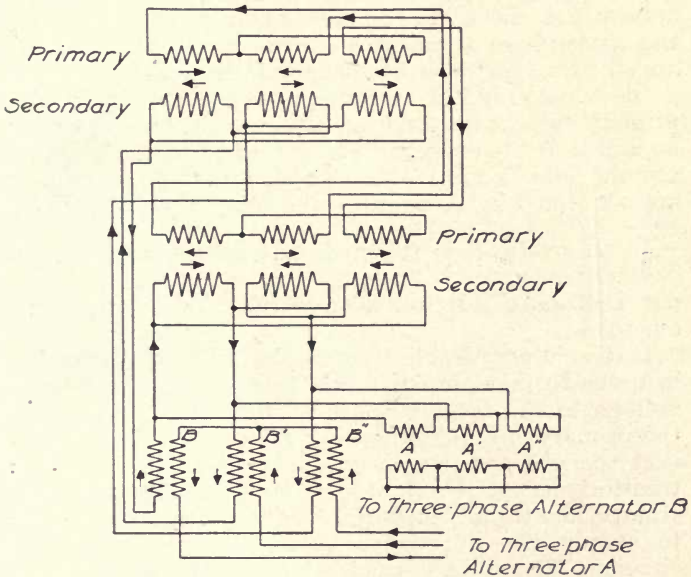 Primary
Secondary
Primary
Secondary
B B' B"
A A' A"
To Three-phase Alternator B
To Three-phase
Alternator A